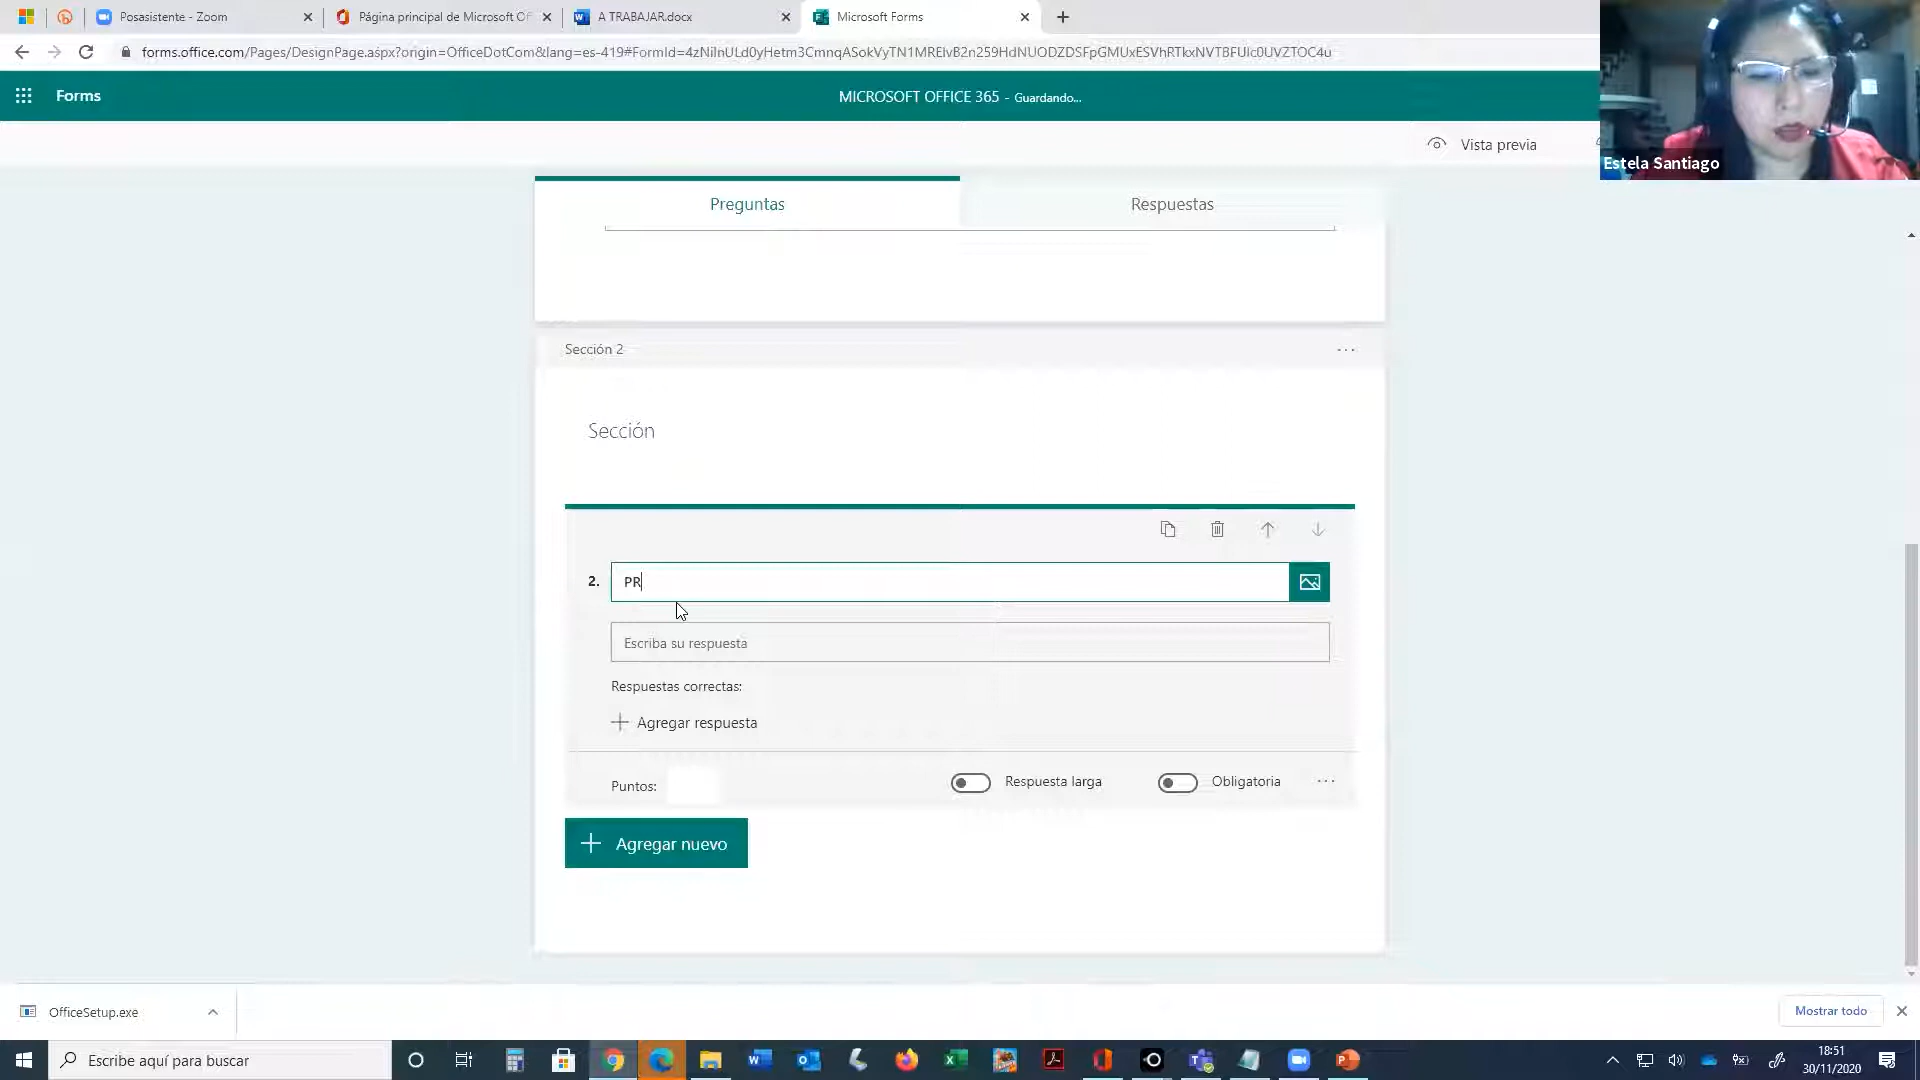 Posasistente - Zoom
Página principal de Microsoft Of
A TRABAJAR.docx
Microsoft Forms
forms.office.com/Pages/DesignPage.aspx?origin=OfficeDotCom&lang=es-419#FormId=4zNiInULd0yHetm3CmnqASokVyTN1MREIvB2n259HdNUODZDSFpGMUxESVhRTkxNVTBFUlc0UVZTOC4u
Forms
MICROSOFT OFFICE 365 - Guardando...
Vista previa
Estela Santiago
Preguntas
Respuestas
Sección 2
Sección
2.
PR
Escriba su respuesta
Respuestas correctas:
Agregar respuesta
Puntos:
Respuesta larga
Obligatoria
Agregar nuevo
OfficeSetup.exe
Mostrar todo
Escribe aquí para buscar
18:51
30/11/2020